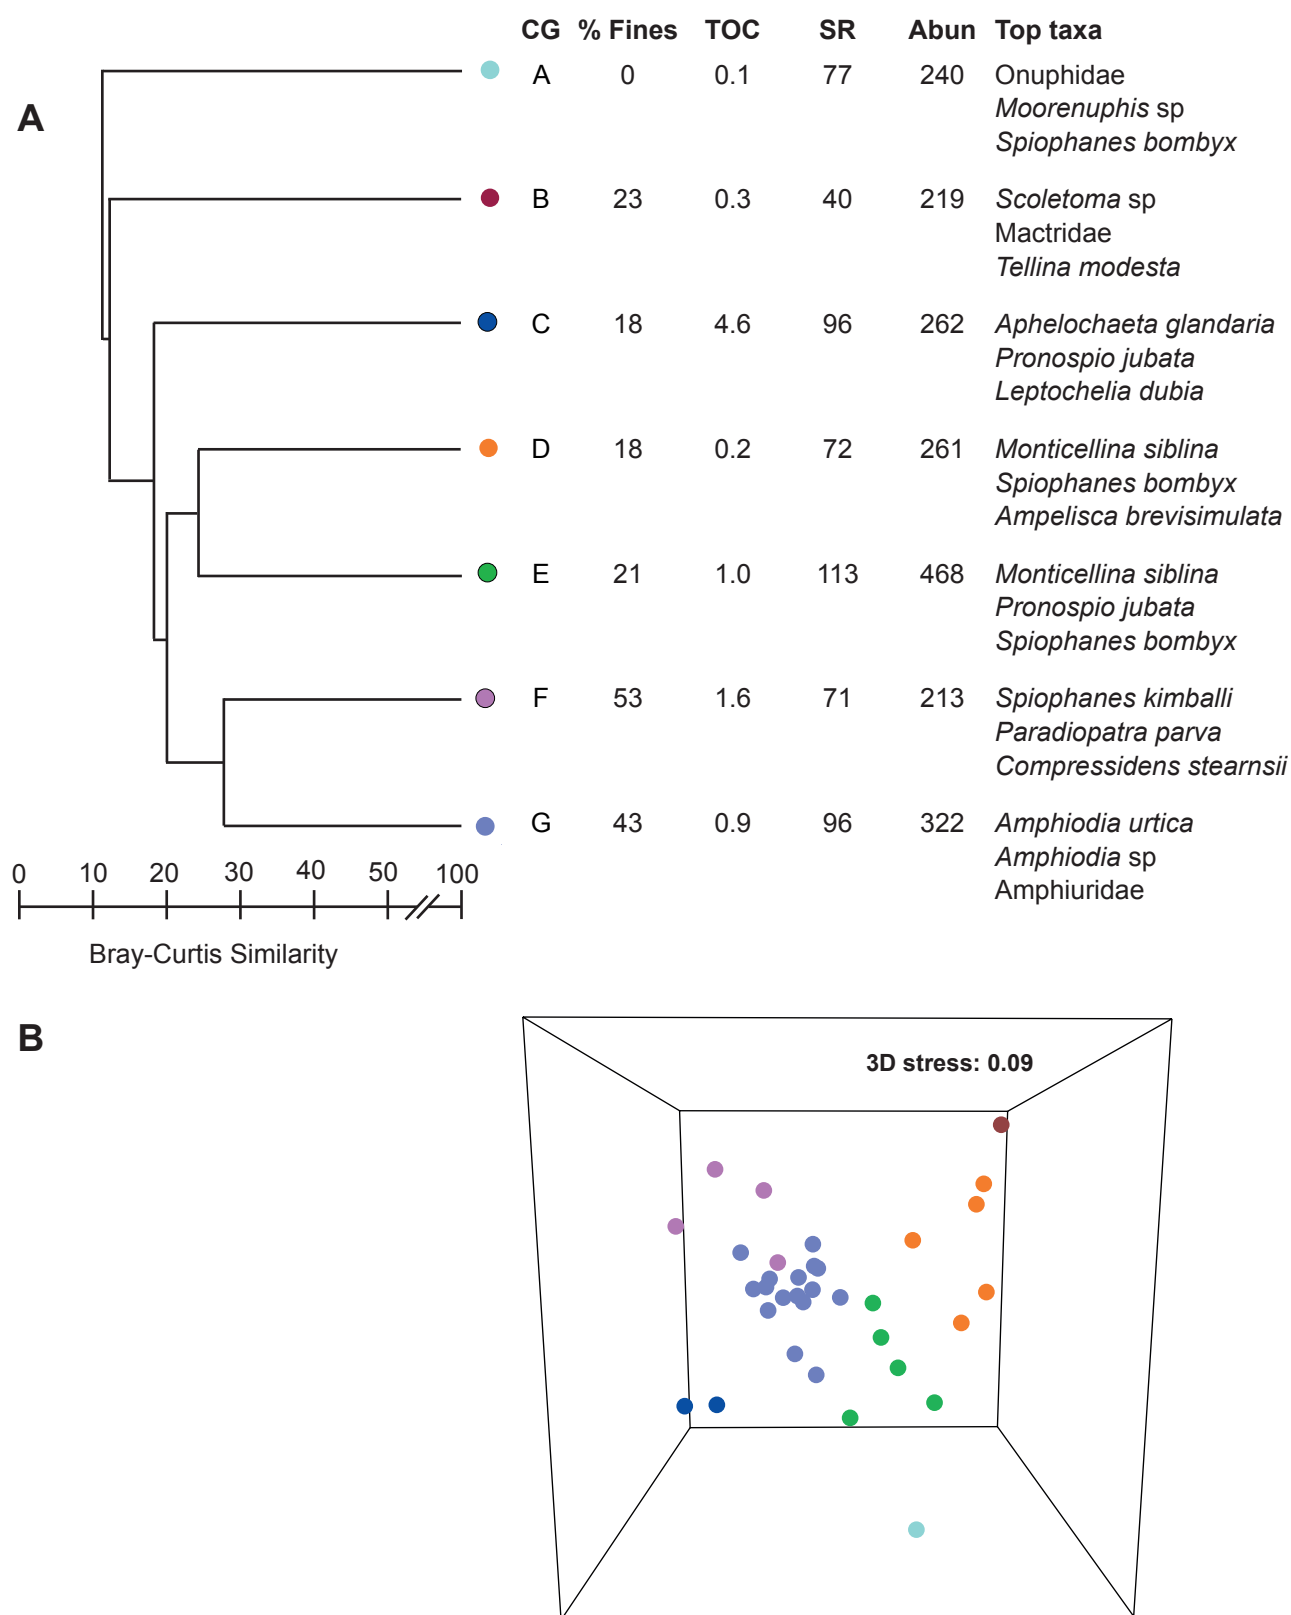 CG % Fines TOC SR Abun Top taxa
A 0 0.1 77 240 Onuphidae
A
Moorenuphis sp
Spiophanes bombyx
B 23 0.3 40 219 Scoletoma sp
Mactridae
Tellina modesta
C 18 4.6 96 262 Aphelochaeta glandaria
Pronospio jubata
Leptochelia dubia
D 18 0.2 72 261 Monticellina siblina
Spiophanes bombyx
Ampelisca brevisimulata
E 21 1.0 113 468 Monticellina siblina
Pronospio jubata
Spiophanes bombyx
F 53 1.6 71 213 Spiophanes kimballi
Paradiopatra parva
Compressidens stearnsii
G 43 0.9 96 322 Amphiodia urtica
Amphiodia sp
Amphiuridae
0 10 20 30 40 50 100
Bray-Curtis Similarity
B
3D stress: 0.09